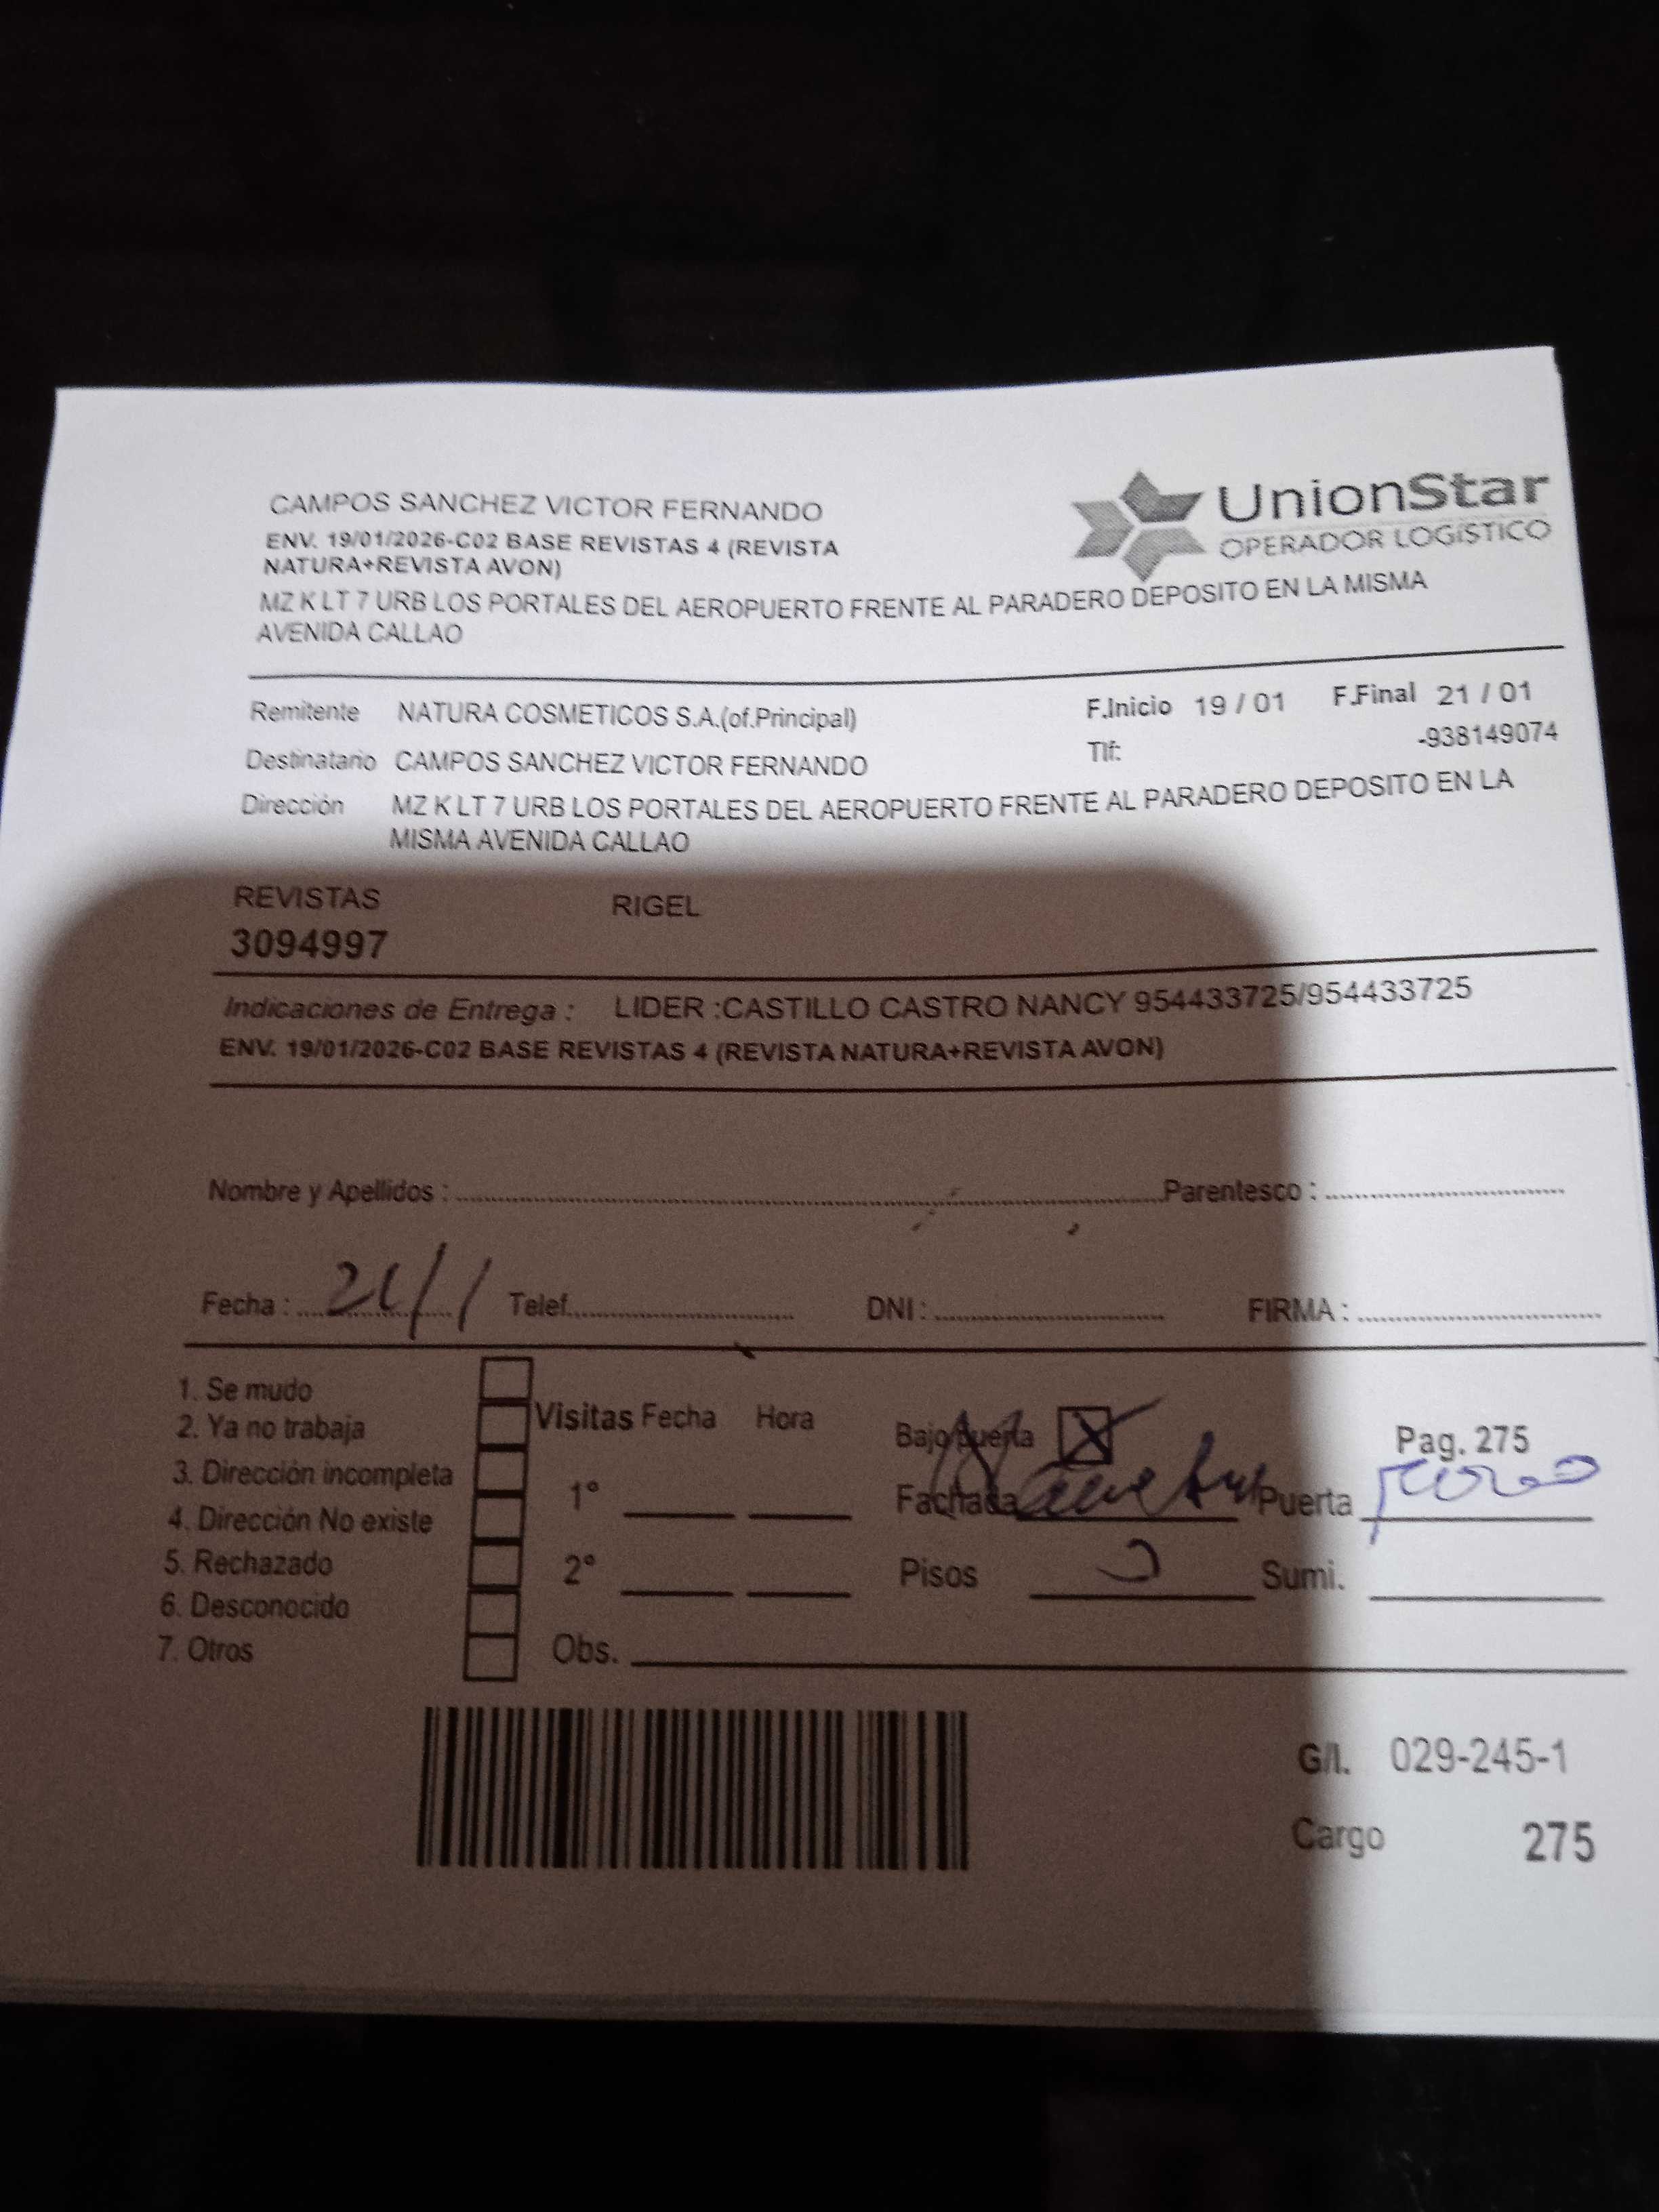 CAMPOS SANCHEZ VICTOR FERNANDO
ENV. 19/01/2026-C02 BASE REVISTAS 4 (REVISTA
NATURA+REVISTA AVON)
MZ K LT 7 URB LOS PORTALES DEL AEROPUERTO FRENTE AL PARADERO DEPOSITO EN LA MISMA
AVENIDA CALLAO
UnionStar
OPERADOR LOGÍSTICO
Remitente NATURA COSMETICOS S.A.(of.Principal) F.Inicio 19 / 01 F.Final 21 / 01
Destinatario CAMPOS SANCHEZ VICTOR FERNANDO Tlf: -938149074
Dirección MZ K LT 7 URB LOS PORTALES DEL AEROPUERTO FRENTE AL PARADERO DEPOSITO EN LA
MISMA AVENIDA CALLAO
REVISTAS RIGEL
3094997
Indicaciones de Entrega : LIDER :CASTILLO CASTRO NANCY 954433725/954433725
ENV. 19/01/2026-C02 BASE REVISTAS 4 (REVISTA NATURA+REVISTA AVON)
Nombre y Apellidos : Parentesco :
Fecha : Telef. DNI : FIRMA :
1. Se mudo
2. Ya no trabaja
3. Dirección incompleta
4. Dirección No existe
5. Rechazado
6. Desconocido
7. Otros
Visitas Fecha Hora
1°
2°
Obs.
Bajo puerta X
Fachada Puerta
Pisos Sumi.
Pag. 275
G/l. 029-245-1
Cargo 275